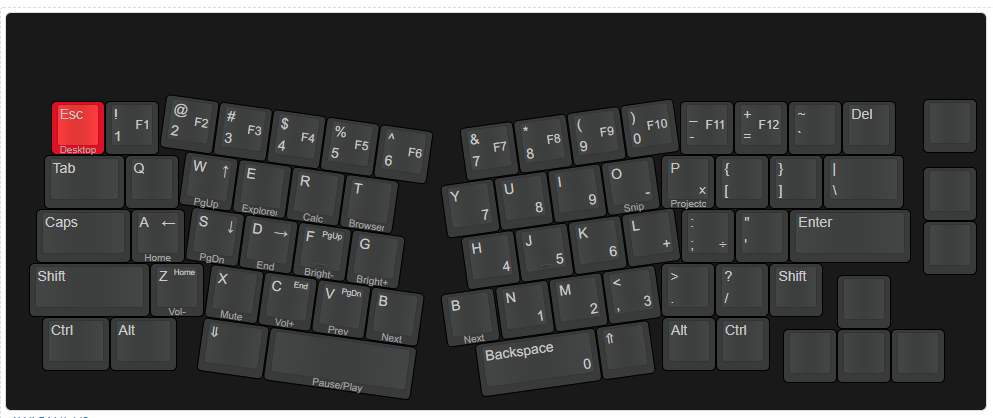 Esc
Desktop
! F1
1
@ F2
2
# F3
3
$ F4
4
% F5
5
^ F6
6
& F7
7
* F8
8
( F9
9
) F10
0
_ F11
-
+ F12
=
~
`
Del
Tab
Q
W ↑
PgUp
E
Explorer
R
Calc
T
Browser
Y
7
U
8
I
9
O
-
Snip
P
x
Projectc
{
[
}
]
|
\
Caps
A ←
Home
S ↓
PgDn
D →
End
F PgUp
Bright-
G
Bright+
H
4
J
5
K
6
L
+
:
; ÷
"
'
Enter
Shift
Z Home
Vol-
X
Mute
C End
Vol+
V PgDn
Prev
B
Next
B
Next
N
1
M
2
<
, 3
>
.
?
/
Shift
Ctrl
Alt
⇓
Pause/Play
Backspace
0
⇑
Alt
Ctrl